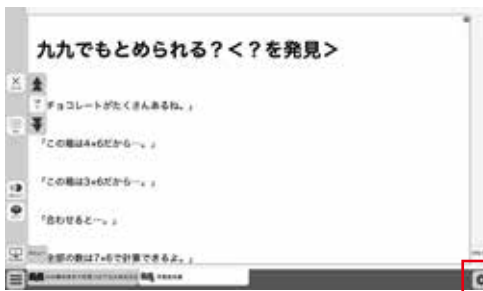 九九でもとめられる？<？を発見>
「チョコレートがたくさんあるね。」
「この箱は4×6だから…。」
「この箱は3×6だから…。」
「合わせると…。」
全部の数は7×6で計算できるよ。」